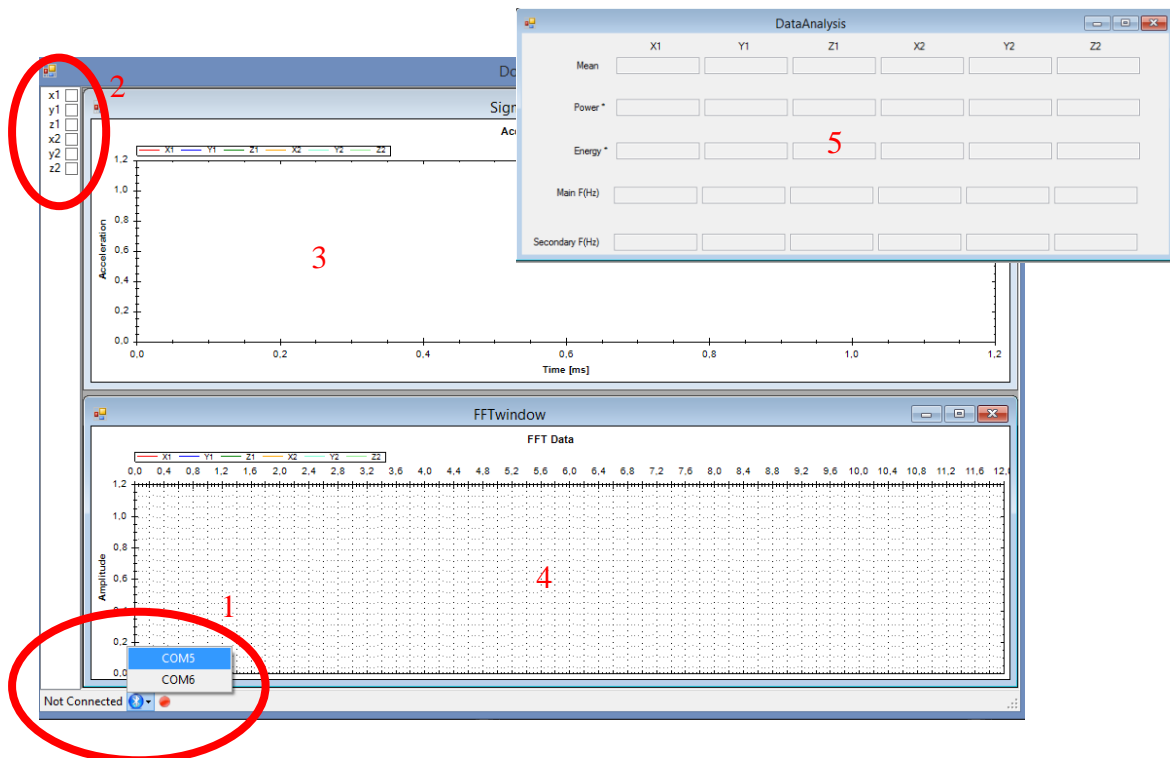 DataAnalysis
X1 Y1 Z1 X2 Y2 Z2
Mean
Power *
Energy *
5
Main F(Hz)
Secondary F(Hz)
2
x1
y1
z1
x2
y2
z2
X1 Y1 Z1 X2 Y2 Z2
1,2
1,0
0,8
0,6
0,4
0,2
0,0
Acceleration
3
0,0 0,2 0,4 0,6 0,8 1,0 1,2
Time [ms]
FFTwindow
FFT Data
X1 Y1 Z1 X2 Y2 Z2
0,0 0,4 0,8 1,2 1,6 2,0 2,4 2,8 3,2 3,6 4,0 4,4 4,8 5,2 5,6 6,0 6,4 6,8 7,2 7,6 8,0 8,4 8,8 9,2 9,6 10,0 10,4 10,8 11,2 11,6 12,
1,2
1,0
0,8
0,6
0,2
0,0
Amplitude
4
1
COM5
COM6
Not Connected